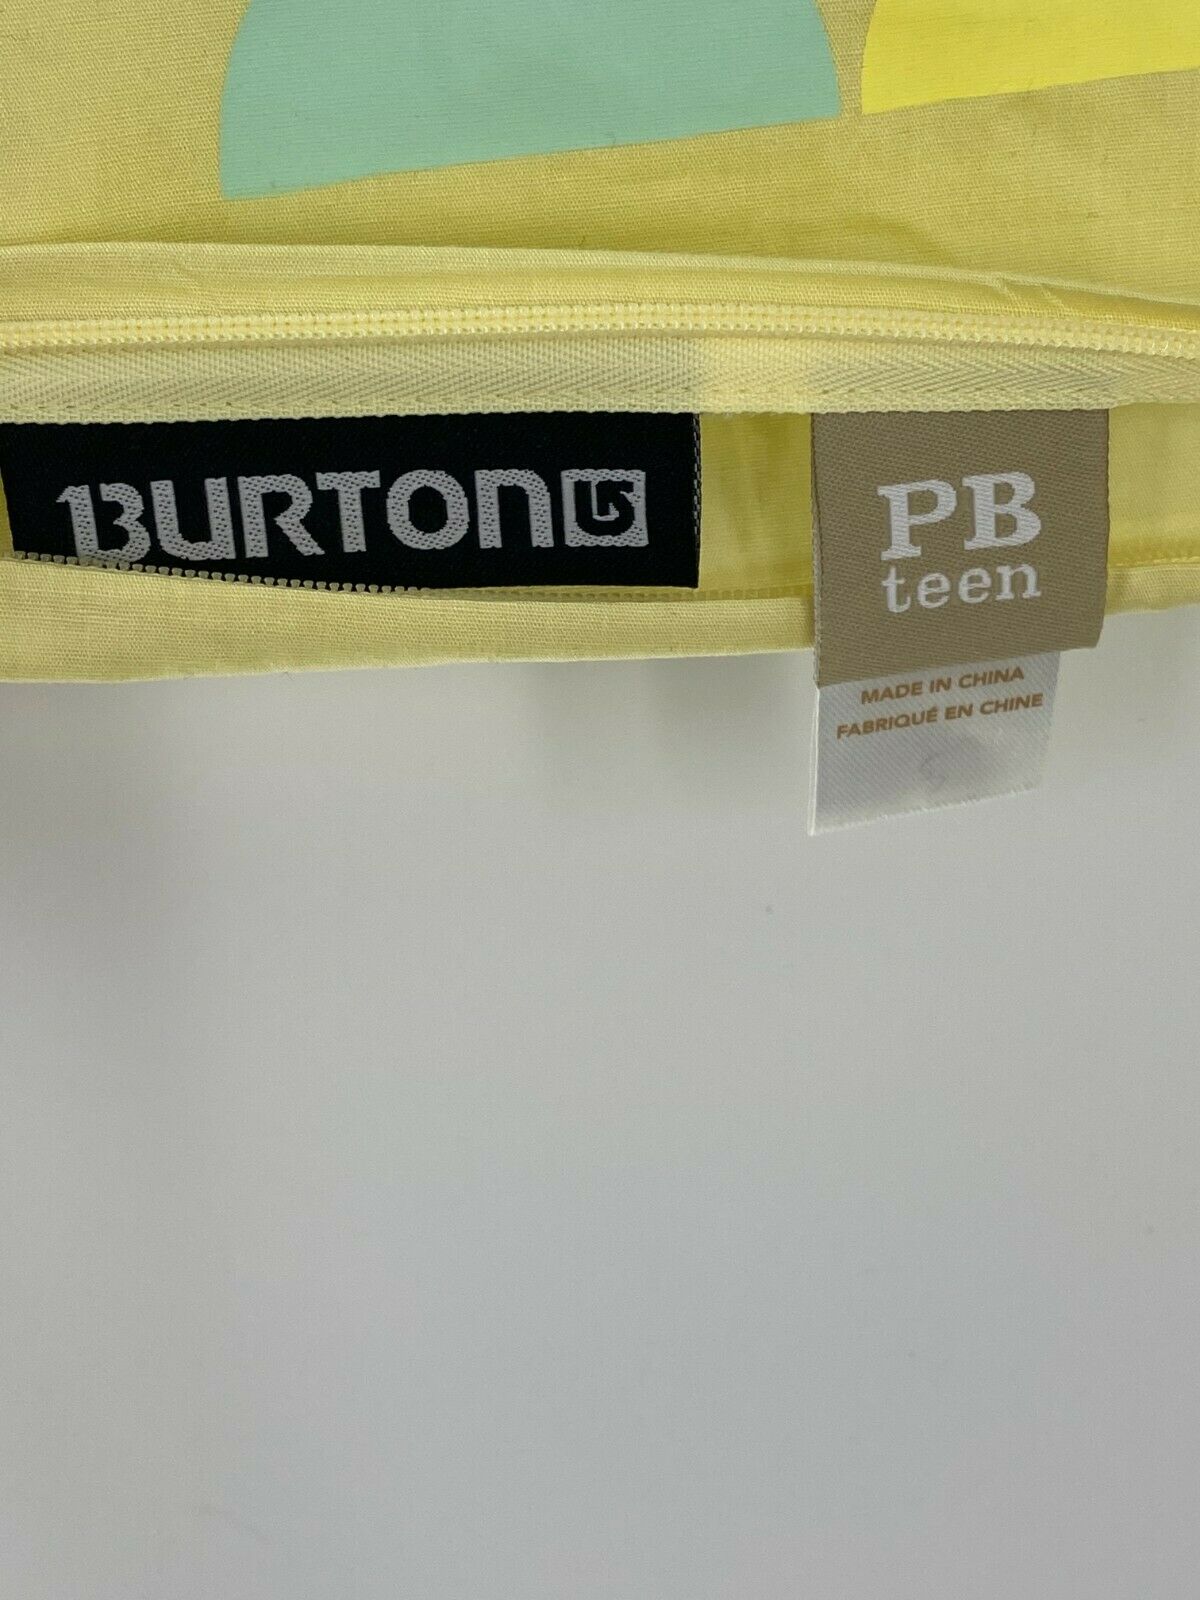 BURTON
PB
teen
MADE IN CHINA
FABRIQUÉ EN CHINE